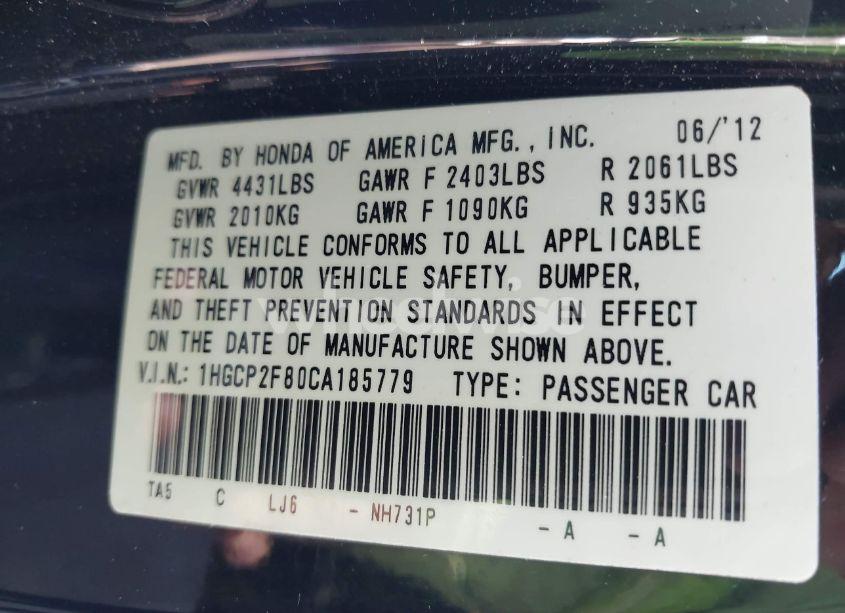 MFD. BY HONDA OF AMERICA MFG., INC. 06/'12
GVWR 4431LBS GAWR F 2403LBS R 2061LBS
GVWR 2010KG GAWR F 1090KG R 935KG
THIS VEHICLE CONFORMS TO ALL APPLICABLE
FEDERAL MOTOR VEHICLE SAFETY, BUMPER,
AND THEFT PREVENTION STANDARDS IN EFFECT
ON THE DATE OF MANUFACTURE SHOWN ABOVE.
V.I.N.: 1HGCP2F80CA185779 TYPE: PASSENGER CAR
TA5 C LJ6 - NH731P - A - A